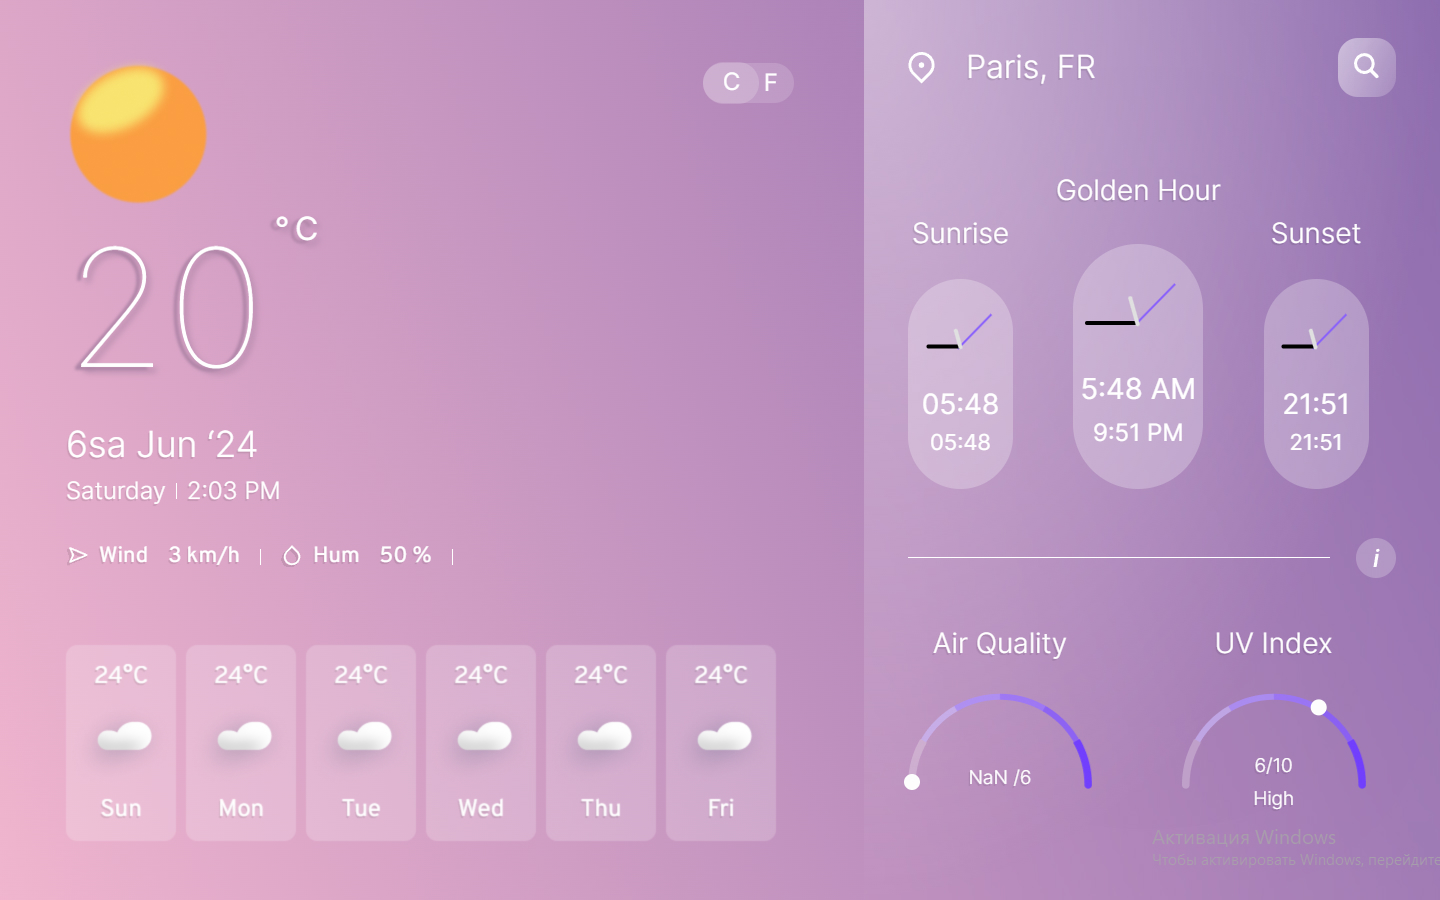 C F
°C
20
6sa Jun ‘24
Saturday | 2:03 PM
Wind 3 km/h | Hum 50 % |
24°C 24°C 24°C 24°C 24°C 24°C
Sun Mon Tue Wed Thu Fri
Paris, FR
Golden Hour
Sunrise Sunset
05:48
05:48
5:48 AM
9:51 PM
21:51
21:51
i
Air Quality
NaN /6
UV Index
6/10
High
Активация Windows
Чтобы активировать Windows, перейдите